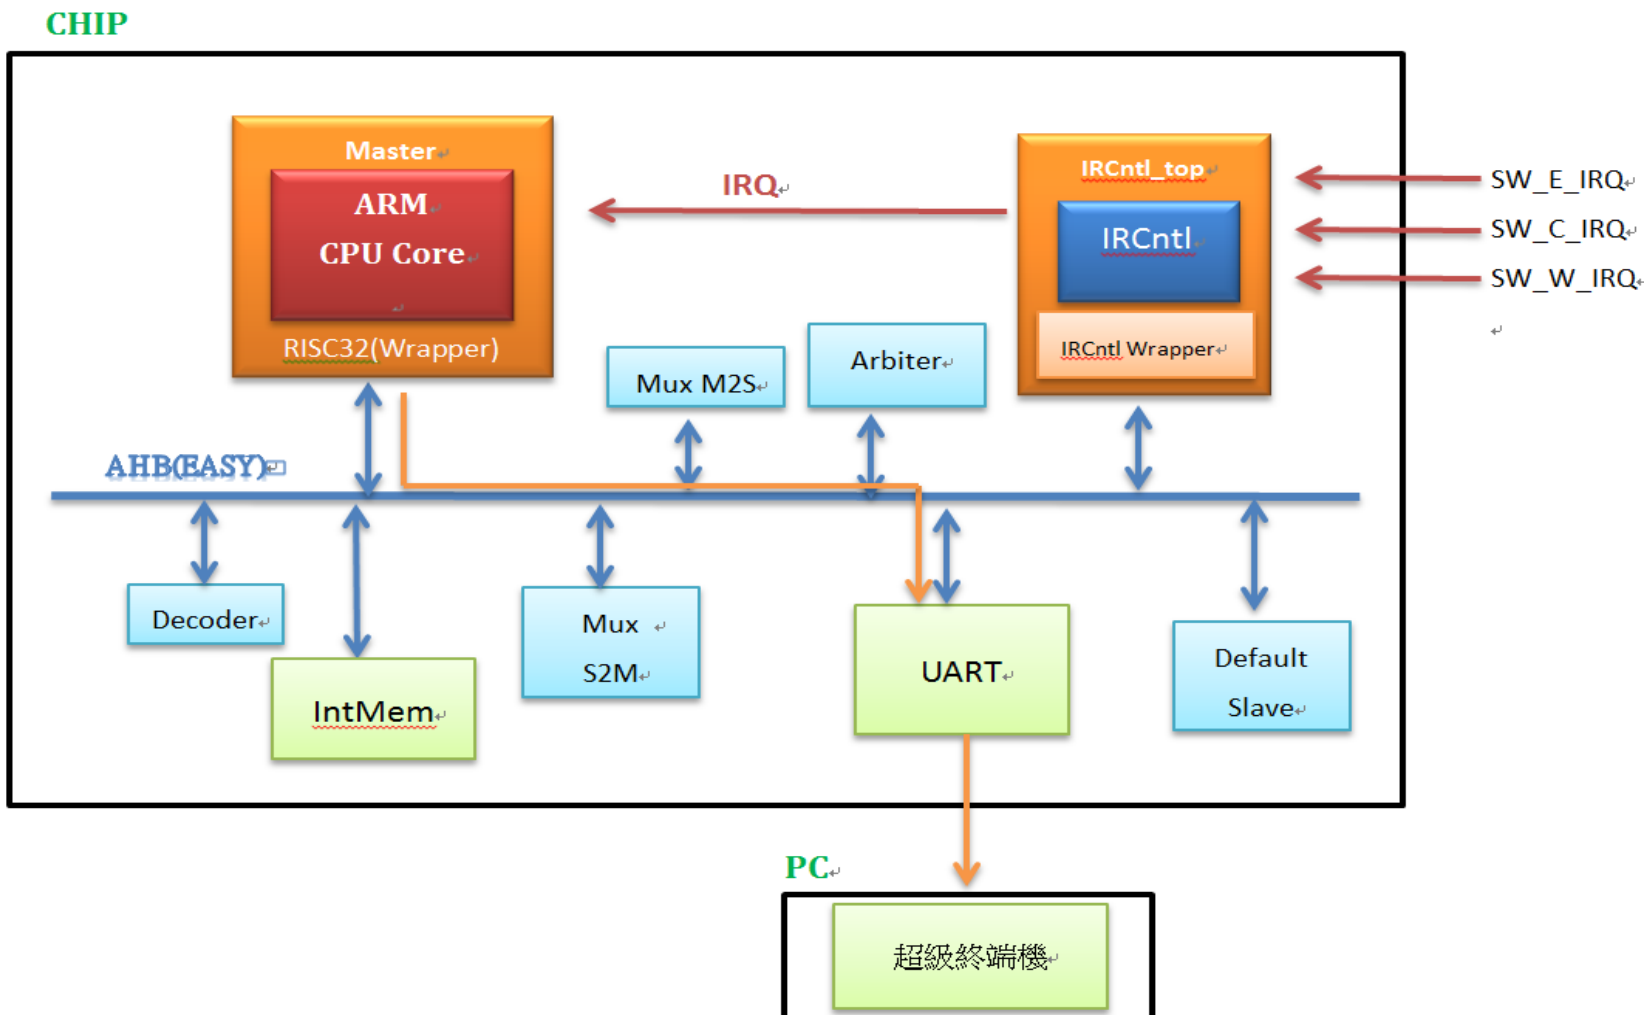 CHIP
Master
ARM
CPU Core
RISC32(Wrapper)
IRQ
IRCntl_top
IRCntl
IRCntl Wrapper
SW_E_IRQ
SW_C_IRQ
SW_W_IRQ
Mux M2S
Arbiter
AHB(EASY)
Decoder
IntMem
Mux
S2M
UART
Default
Slave
PC
超級終端機